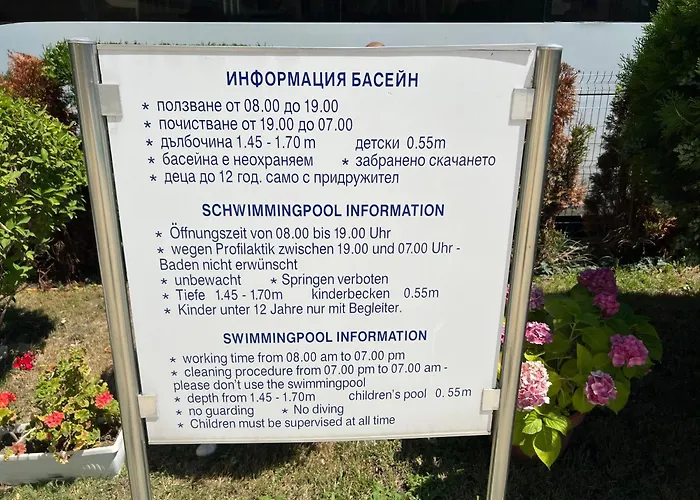 ИНФОРМАЦИЯ БАСЕЙН
* ползване от 08.00 до 19.00
* почистване от 19.00 до 07.00
* дълбочина 1.45 - 1.70 m детски 0.55m
* басейна е неохраняем * забранено скачането
* деца до 12 год. само с придружител
SCHWIMMINGPOOL INFORMATION
* Öffnungszeit von 08.00 bis 19.00 Uhr
* wegen Profilaktik zwischen 19.00 und 07.00 Uhr -
Baden nicht erwünscht
* unbewacht * Springen verboten
* Tiefe 1.45 - 1.70m kinderbecken 0.55m
* Kinder unter 12 Jahre nur mit Begleiter.
SWIMMINGPOOL INFORMATION
* working time from 08.00 am to 07.00 pm
* cleaning procedure from 07.00 pm to 07.00 am -
please don't use the swimmingpool
* depth from 1.45 - 1.70m children's pool 0.55m
* no guarding * No diving
* Children must be supervised at all time